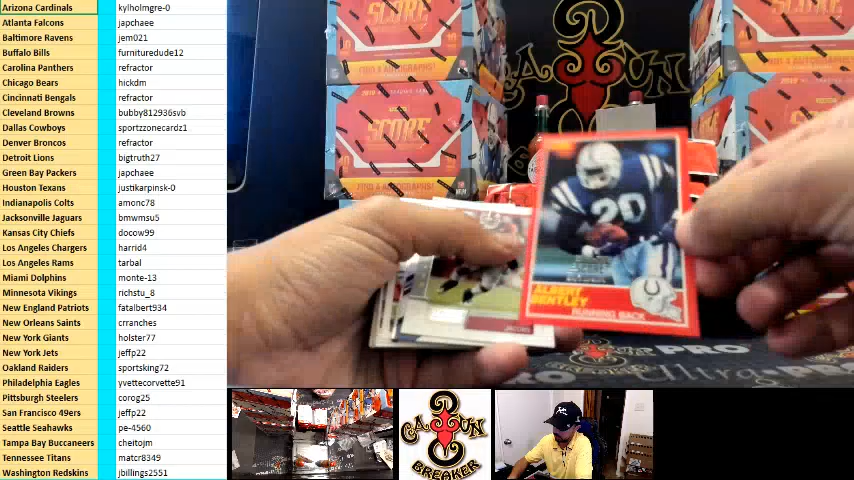 Arizona Cardinals kylholmgre-0
Atlanta Falcons japchaee
Baltimore Ravens jem021
Buffalo Bills furnituredude12
Carolina Panthers refractor
Chicago Bears hickdm
Cincinnati Bengals refractor
Cleveland Browns bubby812936svb
Dallas Cowboys sportzzonecardz1
Denver Broncos refractor
Detroit Lions bigtruth27
Green Bay Packers japchaee
Houston Texans justikarpinsk-0
Indianapolis Colts amonc78
Jacksonville Jaguars bmwmsu5
Kansas City Chiefs docow99
Los Angeles Chargers harrid4
Los Angeles Rams tarbal
Miami Dolphins monte-13
Minnesota Vikings richstu_8
New England Patriots fatalbert934
New Orleans Saints crranches
New York Giants holster77
New York Jets jeffp22
Oakland Raiders sportsking72
Philadelphia Eagles yvettecorvette91
Pittsburgh Steelers corog25
San Francisco 49ers jeffp22
Seattle Seahawks pe-4560
Tampa Bay Buccaneers cheitojm
Tennessee Titans matcr8349
Washington Redskins jbillings2551
SCORE
CAJUN
20
ALBERT
BENTLEY
RUNNING BACK
JACOBS
PRO
Ultra PRO
CAJUN
BREAKER